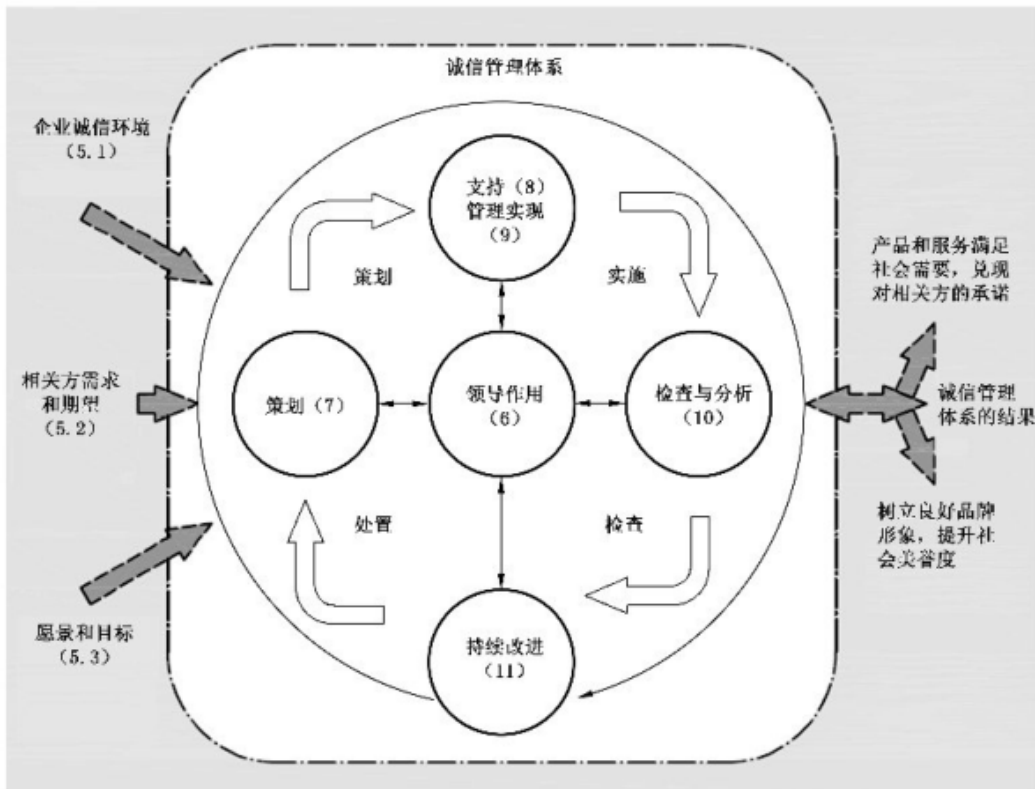 诚信管理体系
企业诚信环境
（5.1）
支持（8）
管理实现
（9）
策划
实施
产品和服务满足
社会需要，兑现
对相关方的承诺
相关方需求
和期望
（5.2）
策划（7）
领导作用
（6）
检查与分析
（10）
诚信管理
体系的结果
处置
检查
树立良好品牌
形象，提升社
会美誉度
愿景和目标
（5.3）
持续改进
（11）